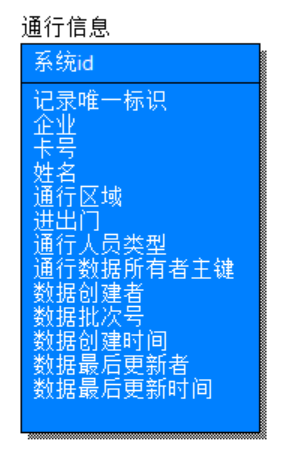 通行信息
系统id
记录唯一标识
企业
卡号
姓名
通行区域
进出门
通行人员类型
通行数据所有者主键
数据创建者
数据批次号
数据创建时间
数据最后更新者
数据最后更新时间